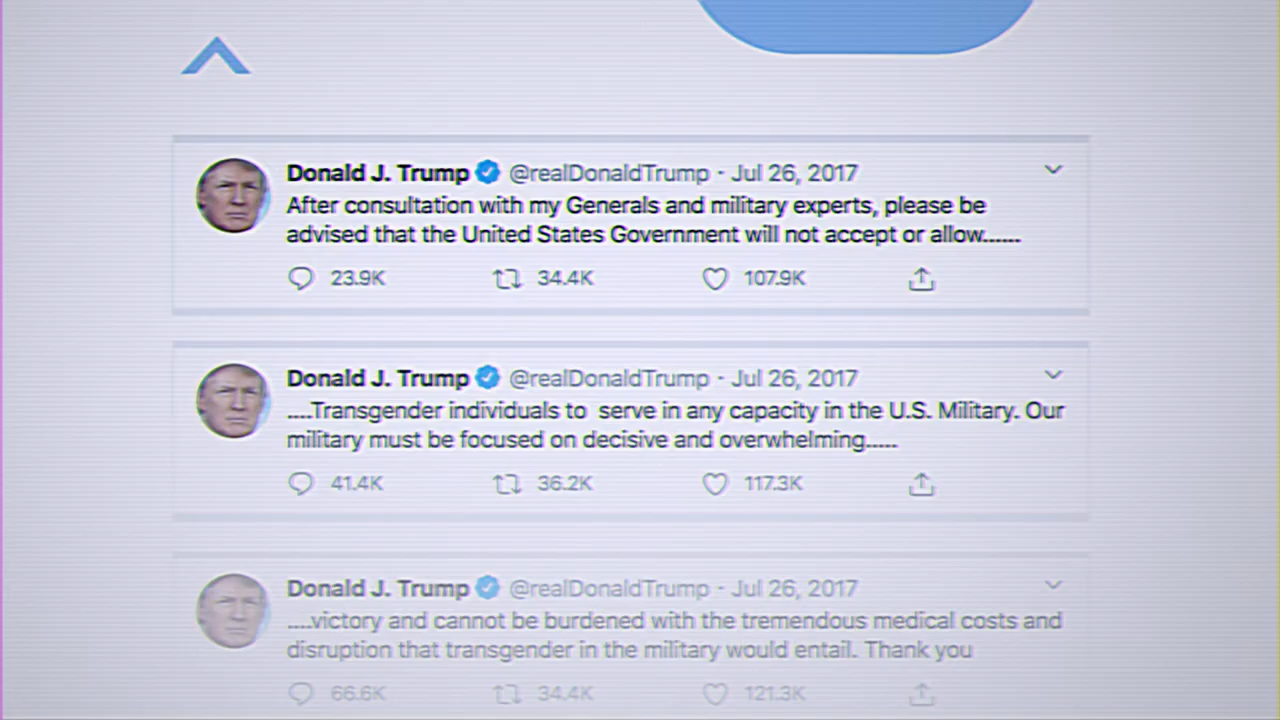 Donald J. Trump @realDonaldTrump · Jul 26, 2017
After consultation with my Generals and military experts, please be
advised that the United States Government will not accept or allow......
23.9K 34.4K 107.9K
Donald J. Trump @realDonaldTrump · Jul 26, 2017
....Transgender individuals to  serve in any capacity in the U.S. Military. Our
military must be focused on decisive and overwhelming.....
41.4K 36.2K 117.3K
Donald J. Trump @realDonaldTrump · Jul 26, 2017
....victory and cannot be burdened with the tremendous medical costs and
disruption that transgender in the military would entail. Thank you
66.6K 34.4K 121.3K